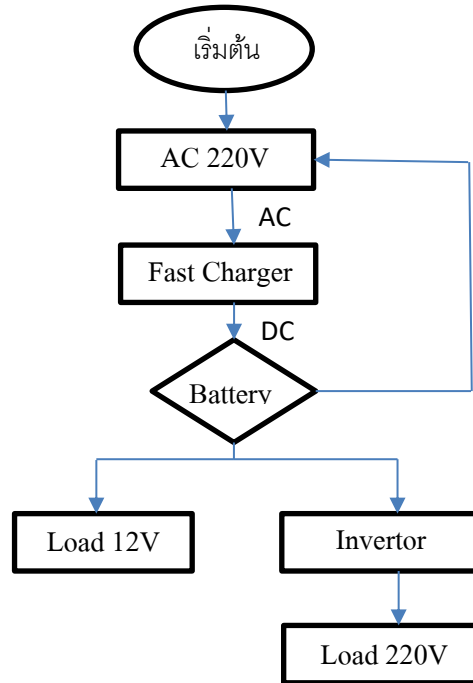 เริ่มต้น
AC 220V
AC
Fast Charger
DC
Battery
Load 12V
Invertor
Load 220V